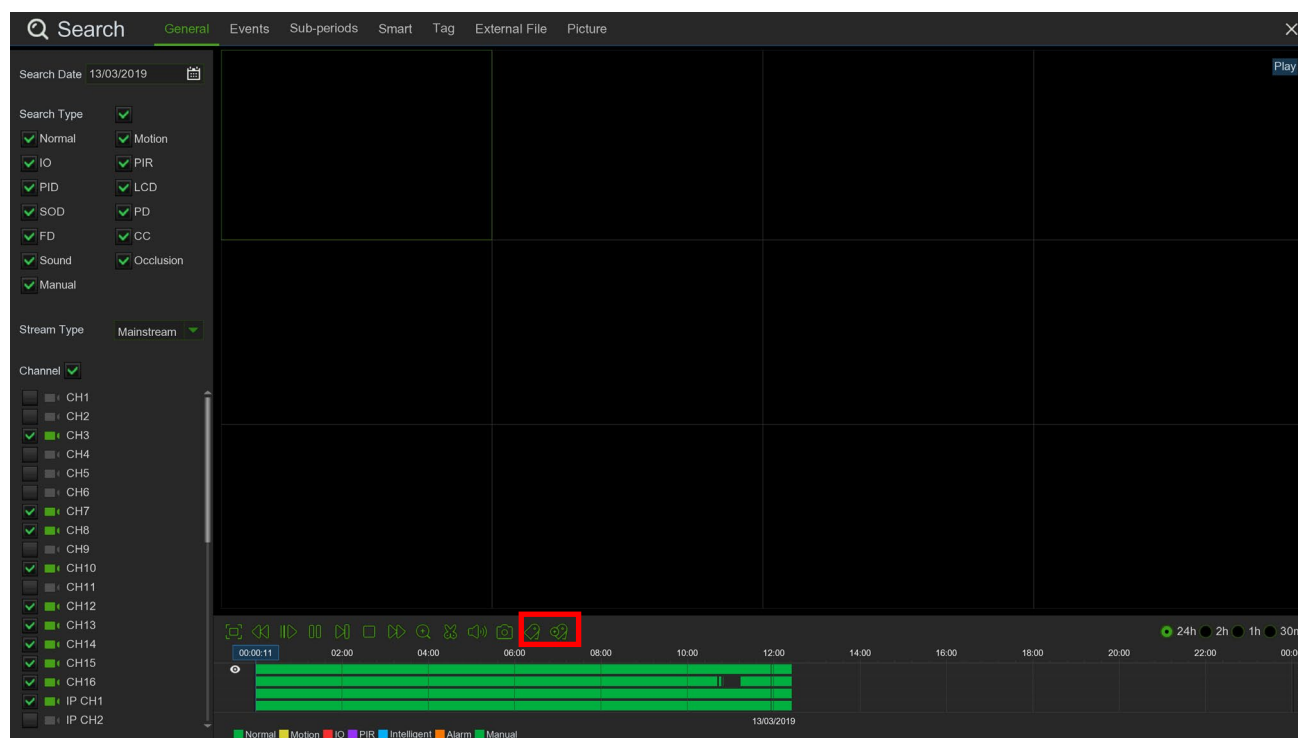 Search General Events Sub-periods Smart Tag External File Picture
Search Date 13/03/2019
Play
Search Type
Normal Motion
IO PIR
PID LCD
SOD PD
FD CC
Sound Occlusion
Manual
Stream Type Mainstream
Channel
CH1
CH2
CH3
CH4
CH5
CH6
CH7
CH8
CH9
CH10
CH11
CH12
CH13
CH14
CH15
CH16
IP CH1
IP CH2
24h 2h 1h 30m
00:00:11 02:00 04:00 06:00 08:00 10:00 12:00 14:00 16:00 18:00 20:00 22:00 00:0
13/03/2019
Normal Motion IO PIR Intelligent Alarm Manual